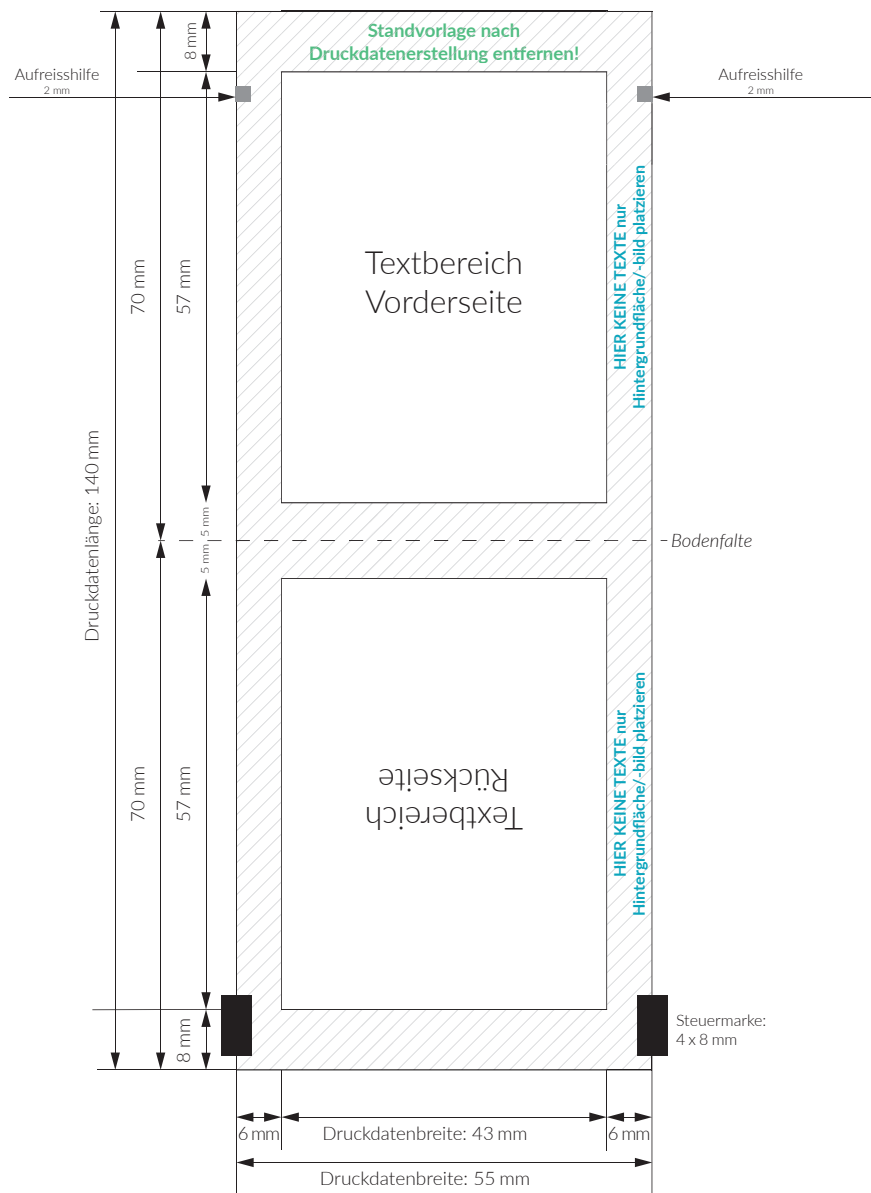 Standvorlage nach
Druckdatenerstellung entfernen!
8 mm
Aufreisshilfe
2 mm
Aufreisshilfe
2 mm
HIER KEINE TEXTE nur
Hintergrundfläche/-bild platzieren
Textbereich
Vorderseite
70 mm
57 mm
Druckdatenlänge: 140 mm
5 mm
5 mm
Bodenfalte
HIER KEINE TEXTE nur
Hintergrundfläche/-bild platzieren
Textbereich
Rückseite
70 mm
57 mm
8 mm
Steuermarke:
4 x 8 mm
6 mm
Druckdatenbreite: 43 mm
6 mm
Druckdatenbreite: 55 mm